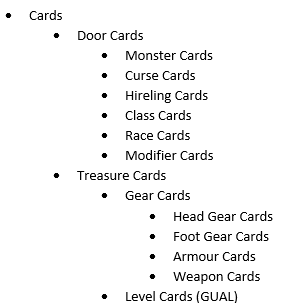 • Cards
• Door Cards
• Monster Cards
• Curse Cards
• Hireling Cards
• Class Cards
• Race Cards
• Modifier Cards
• Treasure Cards
• Gear Cards
• Head Gear Cards
• Foot Gear Cards
• Armour Cards
• Weapon Cards
• Level Cards (GUAL)